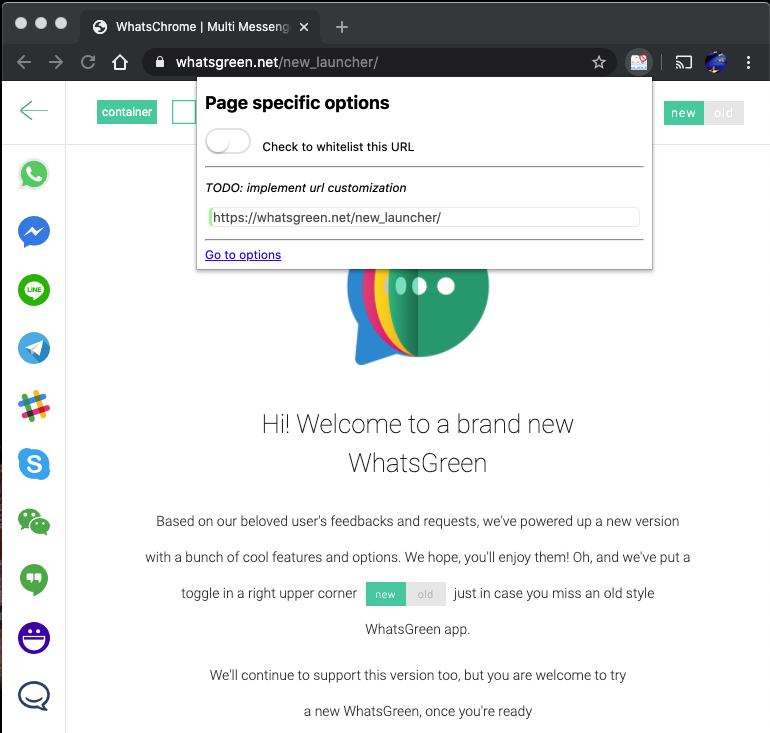 WhatsChrome | Multi Messeng
whatsgreen.net/new_launcher/
container
new old
Page specific options
Check to whitelist this URL
TODO: implement url customization
https://whatsgreen.net/new_launcher/
Go to options
LINE
Hi! Welcome to a brand new
WhatsGreen
Based on our beloved user's feedbacks and requests, we've powered up a new version
with a bunch of cool features and options. We hope, you'll enjoy them! Oh, and we've put a
toggle in a right upper corner new old just in case you miss an old style
WhatsGreen app.
We'll continue to support this version too, but you are welcome to try
a new WhatsGreen, once you're ready